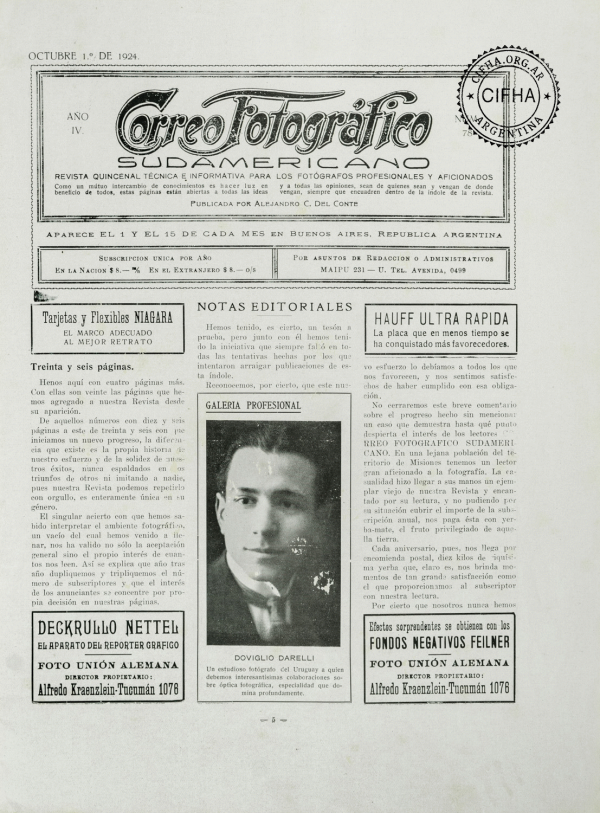 OCTUBRE 1.º DE 1924.
CIFHA.ORG.AR
CIFHA
ARGENTINA
AÑO
IV
78
Correo Fotográfico
SUDAMERICANO
REVISTA QUINCENAL TÉCNICA E INFORMATIVA PARA LOS FOTÓGRAFOS PROFESIONALES Y AFICIONADOS
Como un mútuo intercambio de conocimientos es hacer luz en
beneficio de todos, estas páginas están abiertas a todas las ideas
y a todas las opiniones, sean de quienes sean y vengan de donde
vengan, siempre que encuadren dentro de la índole de la revista.
PUBLICADA POR ALEJANDRO C. DEL CONTE
APARECE EL 1 Y EL 15 DE CADA MES EN BUENOS AIRES, REPUBLICA ARGENTINA
SUBSCRIPCION UNICA POR AÑO
EN LA NACION $ 8.— m/n EN EL EXTRANJERO $ 8.— o/s
POR ASUNTOS DE REDACCION O ADMINISTRATIVOS
MAIPU 231 — U. TEL. AVENIDA, 0499
Tarjetas y Flexibles NIAGARA
EL MARCO ADECUADO
AL MEJOR RETRATO
Treinta y seis páginas.
Henos aquí con cuatro páginas más.
Con ellas son veinte las páginas que he-
mos agregado a nuestra Revista desde
su aparición.
De aquellos números con diez y seis
páginas a este de treinta y seis con que
iniciamos un nuevo progreso, la diferen-
cia que existe es la propia historia de
nuestro esfuerzo y de la solidez de nues-
tros éxitos, nunca espoldados en los
triunfos de otros ni imitando a nadie,
pues nuestra Revista podemos repetirlo
con orgullo, es enteramente única en su
género.
El singular acierto con que hemos sa-
bido interpretar el ambiente fotográfico,
un vacío del cual hemos venido a lle-
nar, nos ha valido no sólo la aceptación
general sino el propio interés de cuan-
tos nos leen. Así se explica que año tras
año dupliquemos y tripliquemos el nú-
mero de subscriptores y que el interés
de los anunciantes se concentre por pro-
pia decisión en nuestras páginas.
DECKRULLO NETTEL
EL APARATO DEL REPORTER GRÁFICO
FOTO UNIÓN ALEMANA
DIRECTOR PROPIETARIO:
Alfredo Kraenzlein-Tucumán 1076
NOTAS EDITORIALES
Hemos tenido, es cierto, un tesón a
prueba, pero junto con él hemos teni-
do la iniciativa que siempre falló en to-
das las tentativas hechas por los que
intentaron arraigar publicaciones de es-
ta índole.
Reconocemos, por cierto, que este nue-
GALERIA PROFESIONAL
DOVIGLIO DARELLI
Un estudioso fotógrafo del Uruguay a quien
debemos interesantísimas colaboraciones so-
bre óptica fotográfica, especialidad que do-
mina profundamente.
HAUFF ULTRA RAPIDA
La placa que en menos tiempo se
ha conquistado más favorecedores.
vo esfuerzo lo debíamos a todos los que
nos favorecen, y nos sentimos satisfe-
chos de haber cumplido con esa obliga-
ción.
No cerraremos este breve comentario
sobre el progreso hecho sin mencionar
un caso que demuestra hasta qué punto
despierta el interés de los lectores
RREO FOTOGRAFICO SUDAMERI-
CANO. En una lejana población del te-
rritorio de Misiones tenemos un lector
gran aficionado a la fotografía. La ca-
sualidad hizo llegar a sus manos un ejem-
plar viejo de nuestra Revista y encan-
tado por su lectura, y no pudiendo por
su situación cubrir el importe de la subs-
cripción anual, nos paga ésta con yer-
ba-mate, el fruto privilegiado de aque-
lla tierra.
Cada aniversario, pues, nos llega por
encomienda postal, diez kilos de riquísi-
ma yerba que, claro es, nos brinda mo-
mentos de tan grande satisfacción como
el que proporcionamos al subscriptor
con nuestra lectura.
Por cierto que nosotros nunca hemos
Efectos sorprendentes se obtienen con los
FONDOS NEGATIVOS FEILNER
FOTO UNIÓN ALEMANA
DIRECTOR PROPIETARIO:
Alfredo Kraenzlein-Tucumán 1076
— 5 —